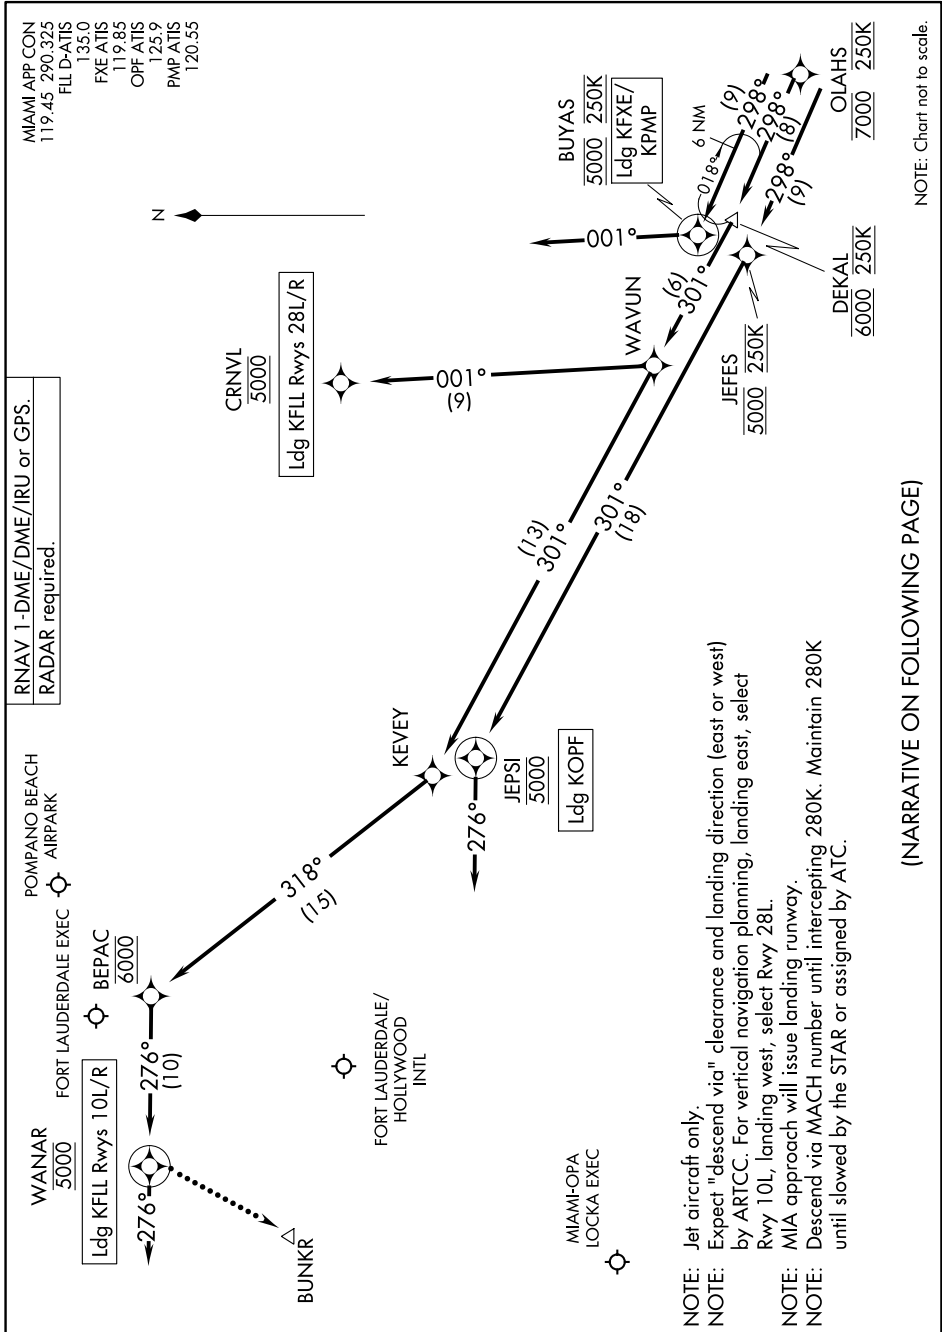 RNAV 1-DME/DME/IRU or GPS.
RADAR required.
MIAMI APP CON
119.45 290.325
FLL D-ATIS
135.0
FXE ATIS
119.85
OPF ATIS
125.9
PMP ATIS
120.55
POMPANO BEACH
AIRPARK
FORT LAUDERDALE EXEC
WANAR
5000
Ldg KFLL Rwys 10L/R
BEPAC
6000
276°
276°
(10)
BUNKR
318°
(15)
KEVEY
CRNVL
5000
Ldg KFLL Rwys 28L/R
N
001°
(9)
001°
FORT LAUDERDALE/
HOLLYWOOD
INTL
JEPSI
5000
Ldg KOPF
276°
(13)
301°
301°
(18)
WAVUN
(6)
301°
BUYAS
5000 250K
Ldg KFXE/
KPMP
018°
6 NM
(9)
298°
298°
(8)
298°
(9)
OLAHS
7000 250K
DEKAL
6000 250K
JEFES
5000 250K
MIAMI-OPA
LOCKA EXEC
NOTE: Jet aircraft only.
NOTE: Expect "descend via" clearance and landing direction (east or west)
by ARTCC. For vertical navigation planning, landing east, select
Rwy 10L, landing west, select Rwy 28L.
NOTE: MIA approach will issue landing runway.
NOTE: Descend via MACH number until intercepting 280K. Maintain 280K
until slowed by the STAR or assigned by ATC.
(NARRATIVE ON FOLLOWING PAGE)
NOTE: Chart not to scale.